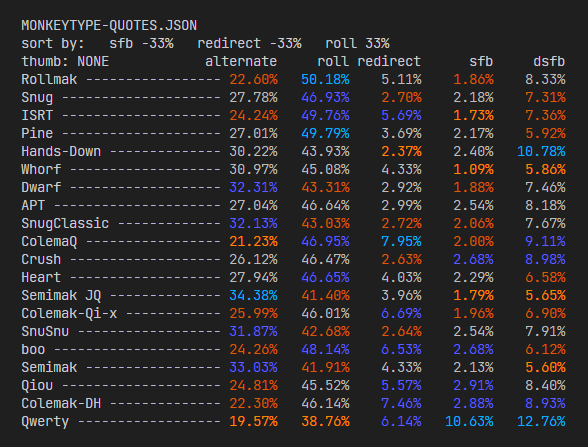 MONKEYTYPE-QUOTES.JSON
sort by:   sfb -33%   redirect -33%   roll 33%
thumb: NONE            alternate     roll redirect      sfb     dsfb
Rollmak ----------------- 22.60%   50.18%    5.11%    1.86%    8.33%
Snug -------------------- 27.78%   46.93%    2.70%    2.18%    7.31%
ISRT -------------------- 24.24%   49.76%    5.69%    1.73%    7.36%
Pine -------------------- 27.01%   49.79%    3.69%    2.17%    5.92%
Hands-Down -------------- 30.22%   43.93%    2.37%    2.40%   10.78%
Whorf ------------------- 30.97%   45.08%    4.33%    1.09%    5.86%
Dwarf ------------------- 32.31%   43.31%    2.92%    1.88%    7.46%
APT --------------------- 27.04%   46.64%    2.99%    2.54%    8.18%
SnugClassic ------------- 32.13%   43.03%    2.72%    2.06%    7.67%
ColemaQ ----------------- 21.23%   46.95%    7.95%    2.00%    9.11%
Crush ------------------- 26.12%   46.47%    2.63%    2.68%    8.98%
Heart ------------------- 27.94%   46.65%    4.03%    2.29%    6.58%
Semimak JQ -------------- 34.38%   41.40%    3.96%    1.79%    5.65%
Colemak-Qi-x ------------ 25.99%   46.01%    6.69%    1.96%    6.90%
SnuSnu ------------------ 31.87%   42.68%    2.64%    2.54%    7.91%
boo --------------------- 24.26%   48.14%    6.53%    2.68%    6.12%
Semimak ----------------- 33.03%   41.91%    4.33%    2.13%    5.60%
Qiou -------------------- 24.81%   45.52%    5.57%    2.91%    8.40%
Colemak-DH -------------- 22.30%   46.14%    7.46%    2.88%    8.93%
Qwerty ------------------ 19.57%   38.76%    6.14%   10.63%   12.76%